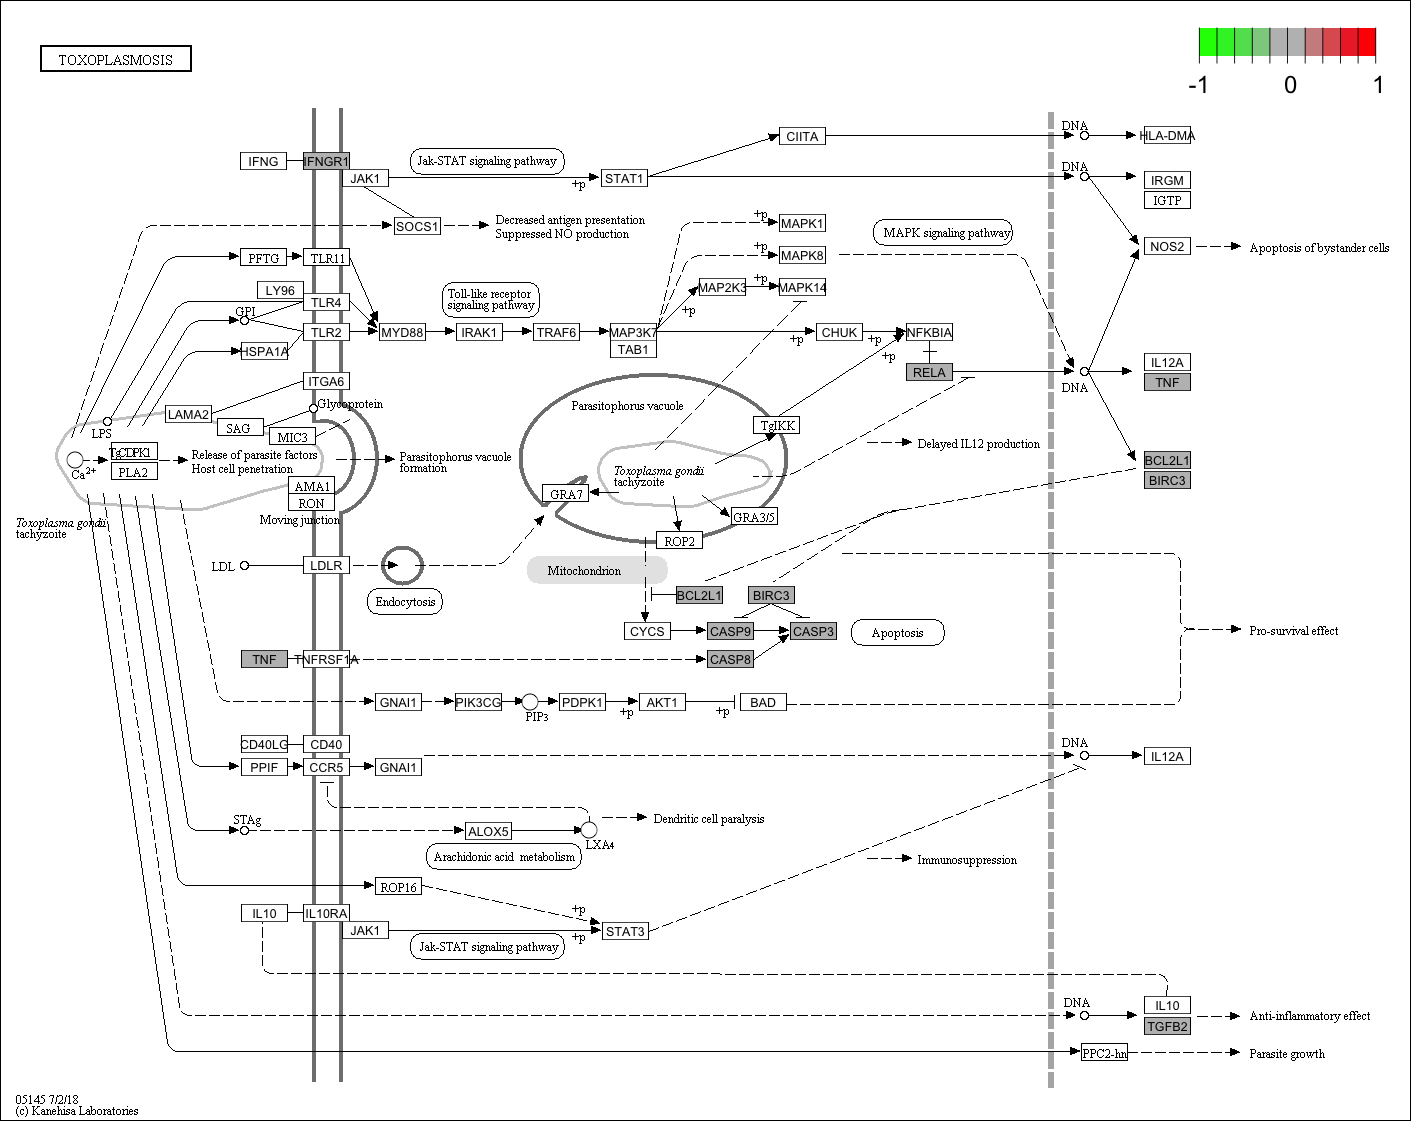 TOXOPLASMOSIS
-1 0 1
DNA
CIITA
HLA-DMA
IFNG
IFNGR1
Jak-STAT signaling pathway
JAK1
+p
STAT1
DNA
IRGM
IGTP
SOCS1
Decreased antigen presentation
Suppressed NO production
+p
MAPK1
MAPK signaling pathway
NOS2
Apoptosis of bystander cells
PFTG
TLR11
+p
MAPK8
LY96
TLR4
Toll-like receptor
signaling pathway
MAP2K3
+p
MAPK14
+p
GPI
TLR2
MYD88
IRAK1
TRAF6
MAP3K7
TAB1
+p
CHUK
+p
NFKBIA
+p
HSPA1A
RELA
DNA
IL12A
TNF
ITGA6
Glycoprotein
LAMA2
SAG
MIC3
LPS
Parasitophorus vacuole
TgIKK
Delayed IL12 production
Ca2+
TgCDPK1
PLA2
Release of parasite factors
Host cell penetration
Parasitophorus vacuole
formation
Toxoplasma gondii
tachyzoite
BCL2L1
BIRC3
AMA1
RON
Moving junction
GRA7
GRA3/5
ROP2
Toxoplasma gondii
tachyzoite
LDL
LDLR
Endocytosis
Mitochondrion
BCL2L1
BIRC3
CYCS
CASP9
CASP3
Apoptosis
Pro-survival effect
TNF
TNFRSF1A
CASP8
GNAI1
PIK3CG
PIP3
PDPK1
+p
AKT1
+p
BAD
CD40LG
CD40
PPIF
CCR5
GNAI1
DNA
IL12A
STAg
ALOX5
LXA4
Dendritic cell paralysis
Arachidonic acid metabolism
Immunosuppression
ROP16
IL10
IL10RA
JAK1
+p
+p
STAT3
Jak-STAT signaling pathway
DNA
IL10
TGFB2
Anti-inflammatory effect
PPC2-hn
Parasite growth
05145 7/2/18
(c) Kanehisa Laboratories